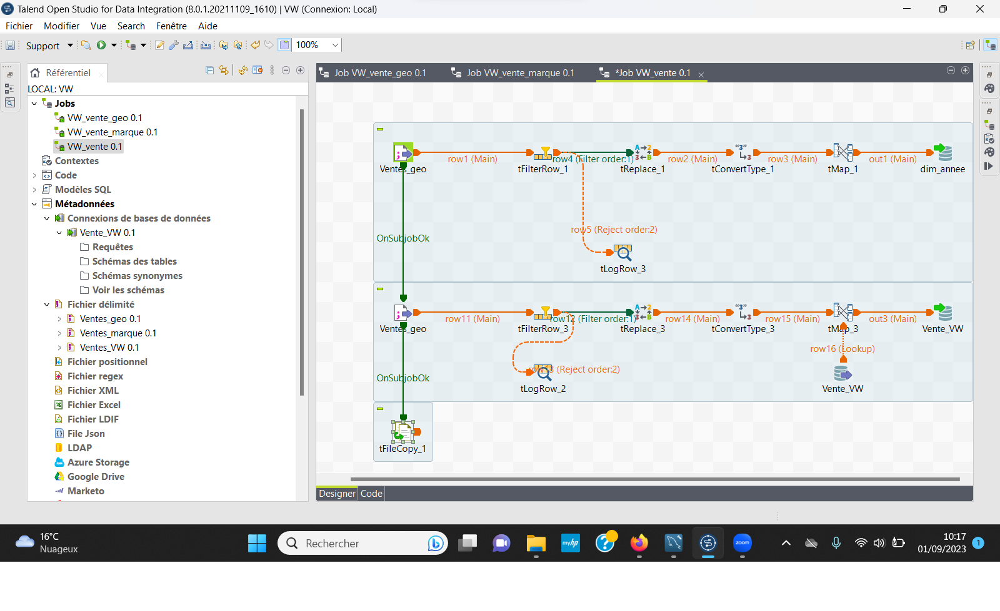 Talend Open Studio for Data Integration (8.0.1.20211109_1610) | VW (Connexion: Local)
Fichier Modifier Vue Search Fenêtre Aide
Support 100%
Référentiel
LOCAL: VW
Jobs
VW_vente_geo 0.1
VW_vente_marque 0.1
VW_vente 0.1
Contextes
Code
Modèles SQL
Métadonnées
Connexions de bases de données
Vente_VW 0.1
Requêtes
Schémas des tables
Schémas synonymes
Voir les schémas
Fichier délimité
Ventes_geo 0.1
Ventes_marque 0.1
Ventes_VW 0.1
Fichier positionnel
Fichier regex
Fichier XML
Fichier Excel
Fichier LDIF
File Json
LDAP
Azure Storage
Google Drive
Marketo
Job VW_vente_geo 0.1 Job VW_vente_marque 0.1 *Job VW_vente 0.1
row1 (Main) row4 (Filter order:1) row2 (Main) row3 (Main) out1 (Main)
Ventes_geo tFilterRow_1 tReplace_1 tConvertType_1 tMap_1 dim_annee
row5 (Reject order:2)
OnSubjobOk
tLogRow_3
row11 (Main) row12 (Filter order:1) row14 (Main) row15 (Main) out3 (Main)
Ventes_geo tFilterRow_3 tReplace_3 tConvertType_3 tMap_3 Vente_VW
row16 (Lookup)
row13 (Reject order:2)
OnSubjobOk
tLogRow_2 Vente_VW
tFileCopy_1
Designer Code
16°C
Nuageux
Rechercher
myhp
zoom
10:17
01/09/2023
1